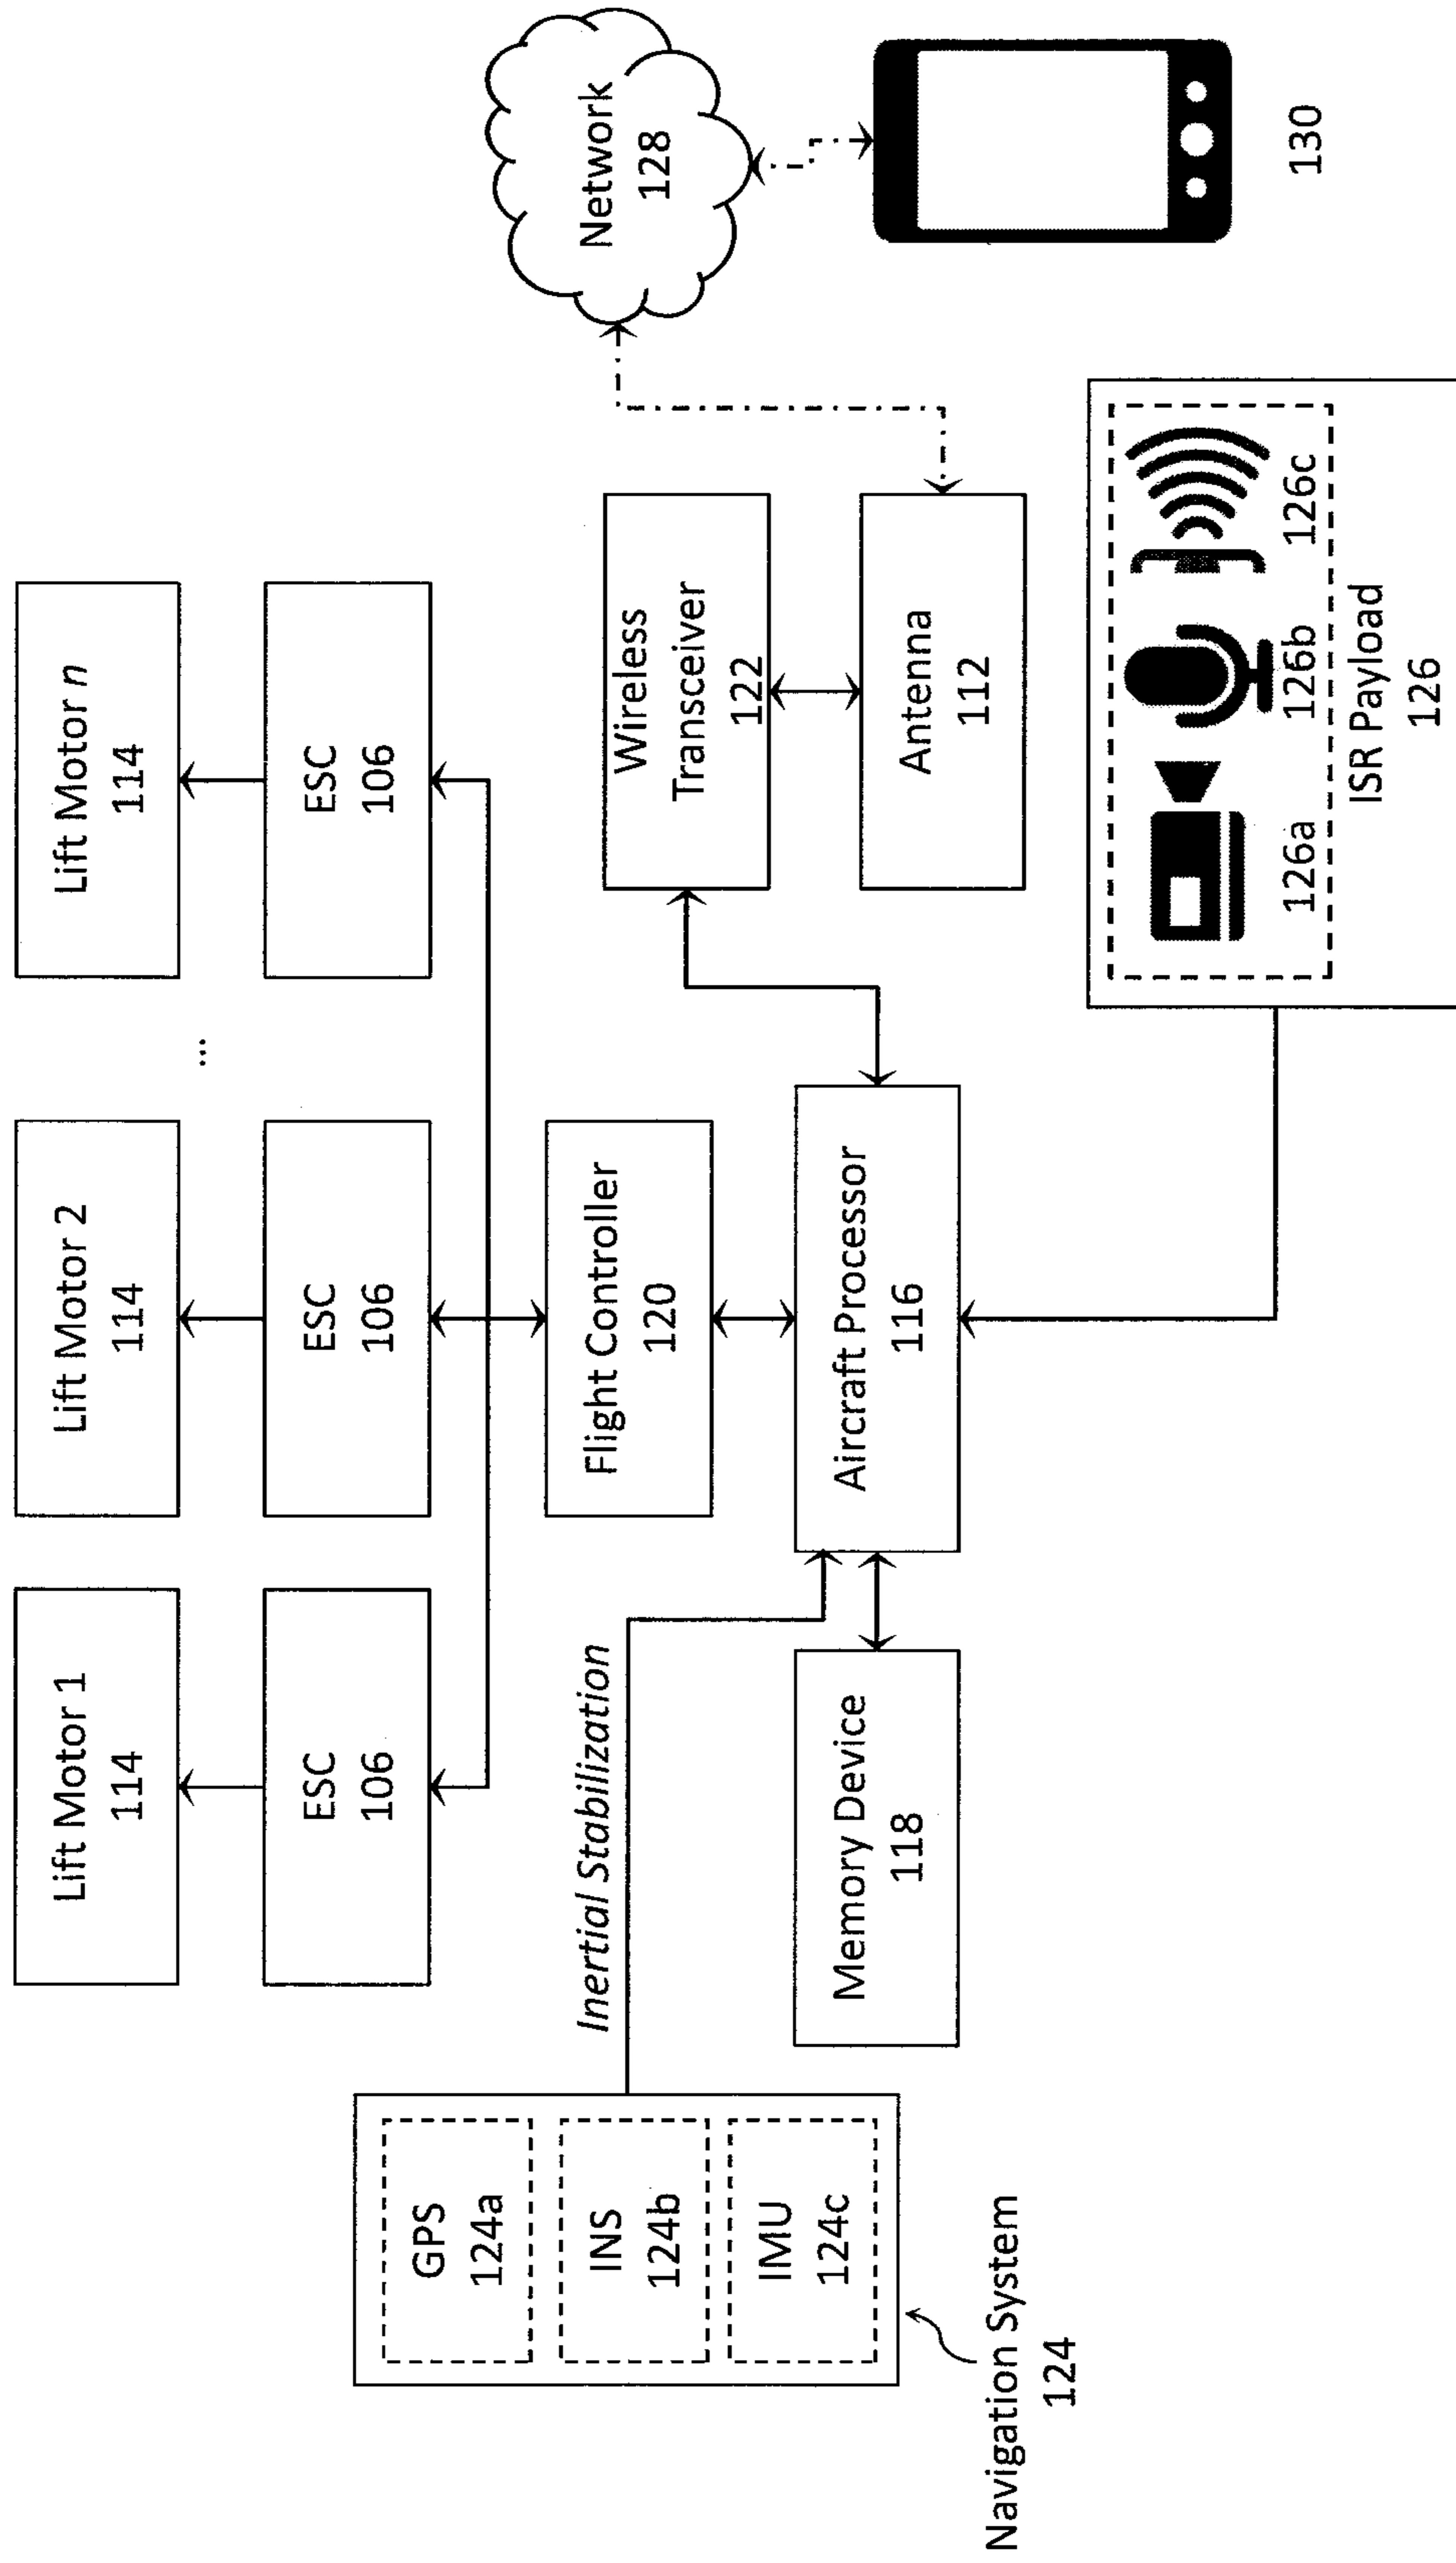 Lift Motor 1
114
Lift Motor 2
114
...
Lift Motor n
114
ESC
106
ESC
106
ESC
106
GPS
124a
INS
124b
IMU
124c
Navigation System
124
Inertial Stabilization
Flight Controller
120
Wireless
Transceiver
122
Network
128
Memory Device
118
Aircraft Processor
116
Antenna
112
130
126a
126b
126c
ISR Payload
126